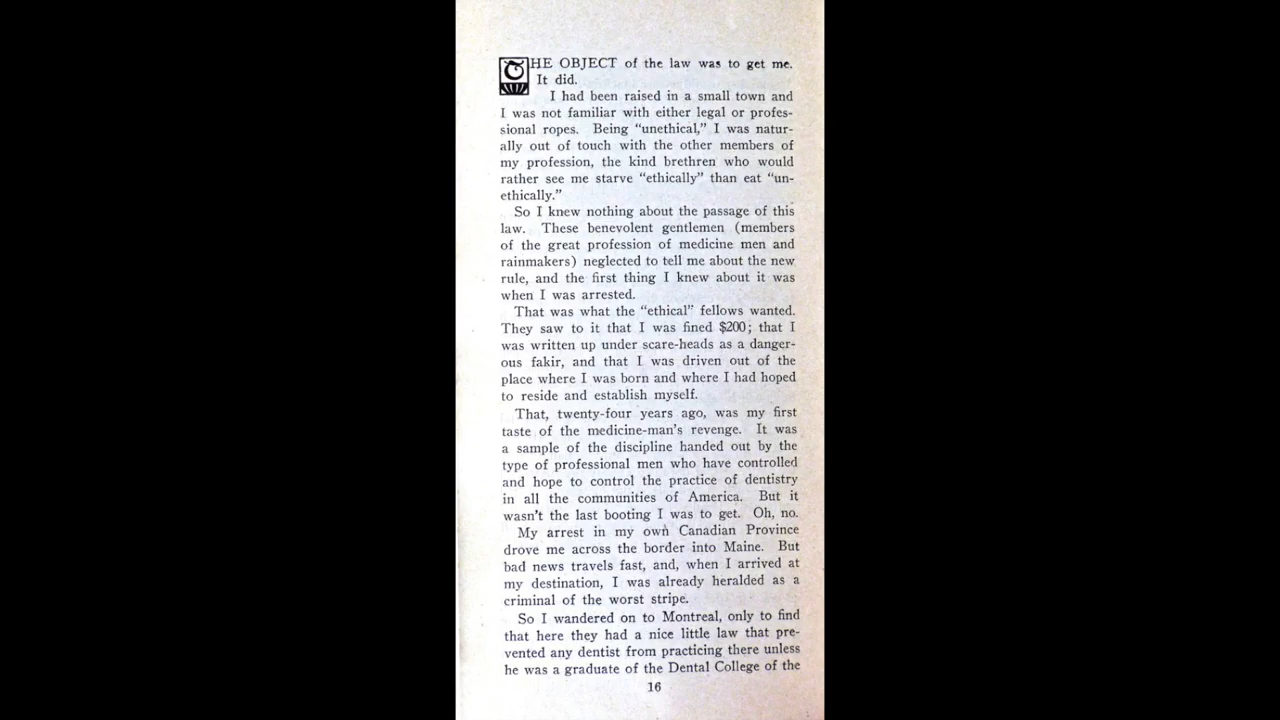 THE OBJECT of the law was to get me.
It did.
I had been raised in a small town and
I was not familiar with either legal or profes-
sional ropes. Being "unethical," I was natur-
ally out of touch with the other members of
my profession, the kind brethren who would
rather see me starve "ethically" than eat "un-
ethically."
So I knew nothing about the passage of this
law. These benevolent gentlemen (members
of the great profession of medicine men and
rainmakers) neglected to tell me about the new
rule, and the first thing I knew about it was
when I was arrested.
That was what the "ethical" fellows wanted.
They saw to it that I was fined $200; that I
was written up under scare-heads as a danger-
ous fakir, and that I was driven out of the
place where I was born and where I had hoped
to reside and establish myself.
That, twenty-four years ago, was my first
taste of the medicine-man's revenge. It was
a sample of the discipline handed out by the
type of professional men who have controlled
and hope to control the practice of dentistry
in all the communities of America. But it
wasn't the last booting I was to get. Oh, no.
My arrest in my own Canadian Province
drove me across the border into Maine. But
bad news travels fast, and, when I arrived at
my destination, I was already heralded as a
criminal of the worst stripe.
So I wandered on to Montreal, only to find
that here they had a nice little law that pre-
vented any dentist from practicing there unless
he was a graduate of the Dental College of the
16